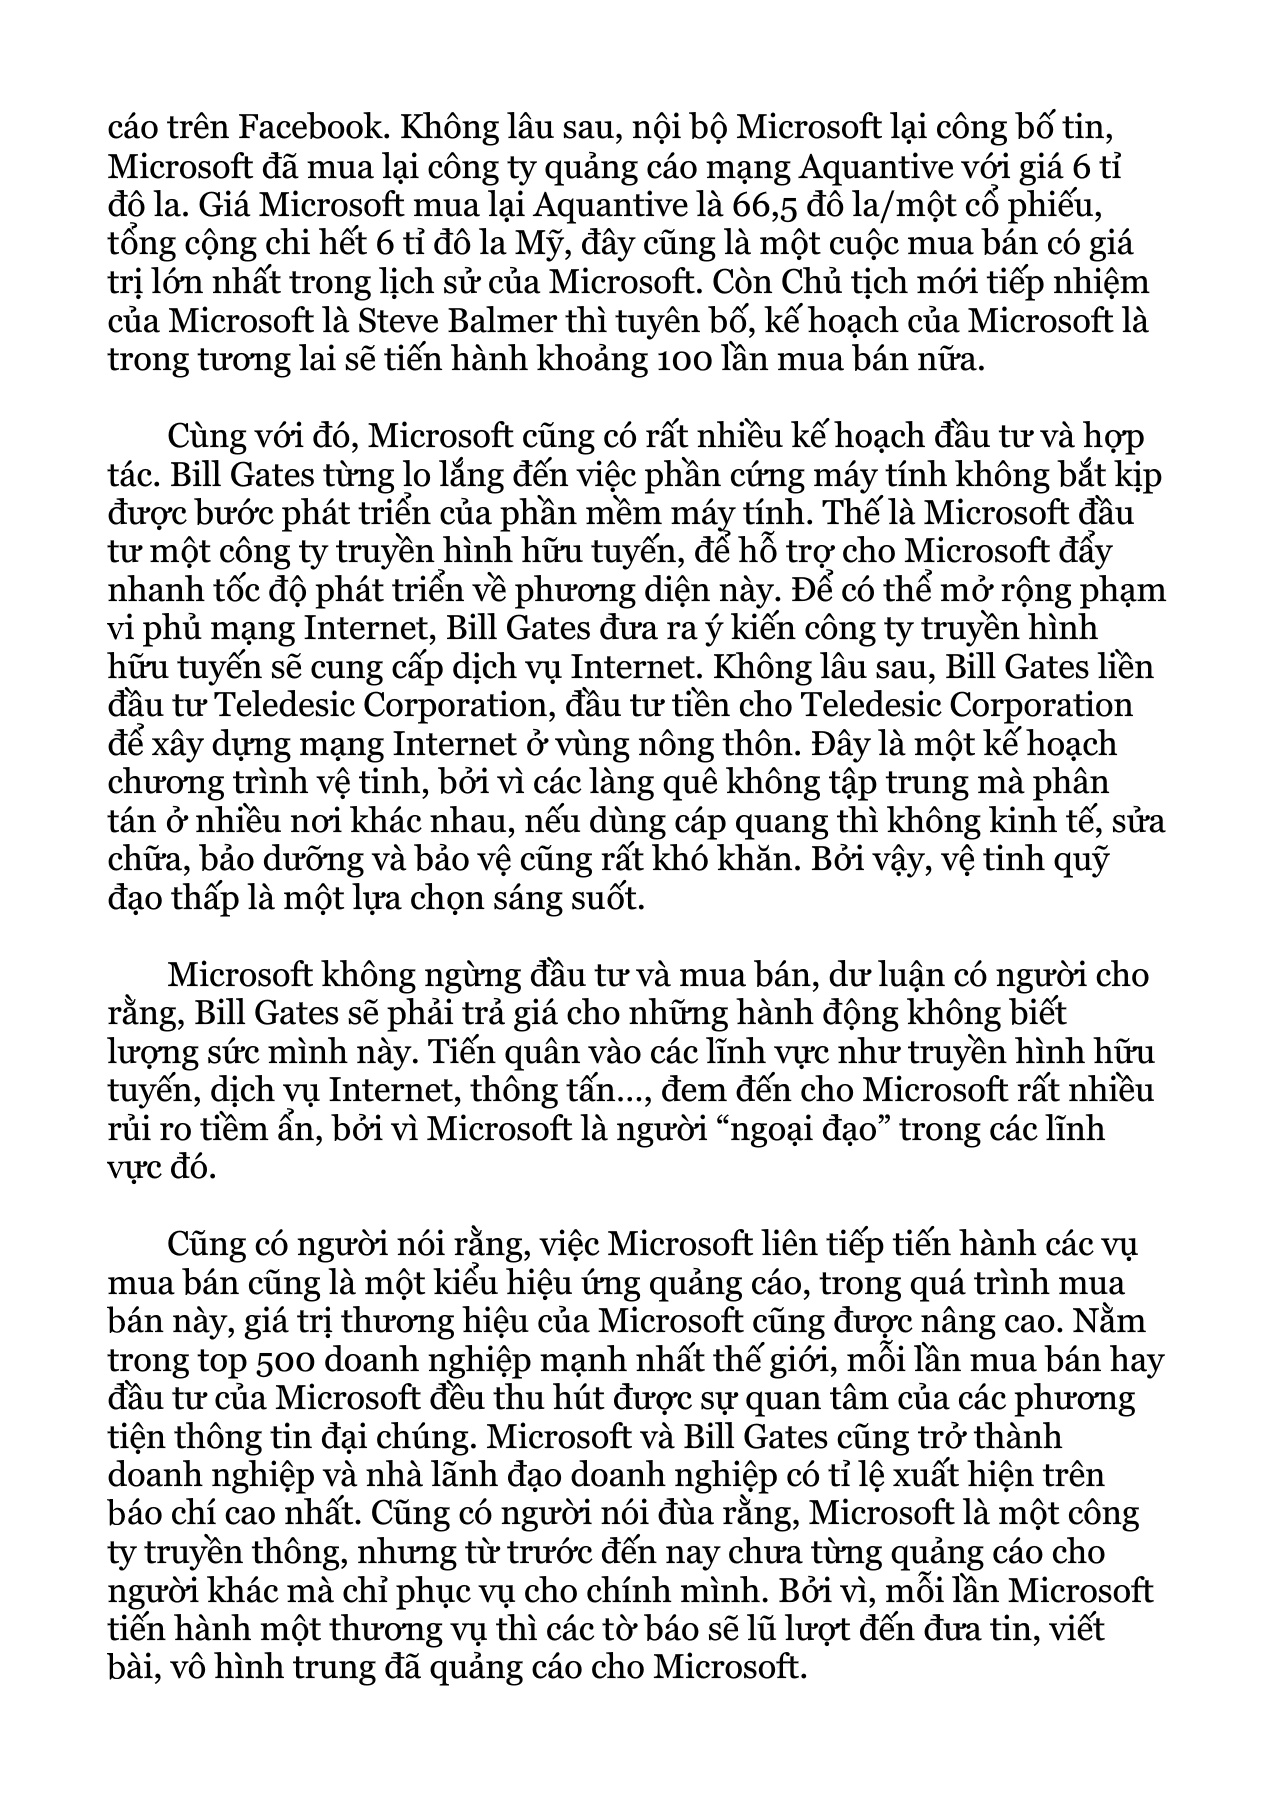 cáo trên Facebook. Không lâu sau, nội bộ Microsoft lại công bố tin,
Microsoft đã mua lại công ty quảng cáo mạng Aquantive với giá 6 tỉ
đô la. Giá Microsoft mua lại Aquantive là 66,5 đô la/một cổ phiếu,
tổng cộng chi hết 6 tỉ đô la Mỹ, đây cũng là một cuộc mua bán có giá
trị lớn nhất trong lịch sử của Microsoft. Còn Chủ tịch mới tiếp nhiệm
của Microsoft là Steve Balmer thì tuyên bố, kế hoạch của Microsoft là
trong tương lai sẽ tiến hành khoảng 100 lần mua bán nữa.
Cùng với đó, Microsoft cũng có rất nhiều kế hoạch đầu tư và hợp
tác. Bill Gates từng lo lắng đến việc phần cứng máy tính không bắt kịp
được bước phát triển của phần mềm máy tính. Thế là Microsoft đầu
tư một công ty truyền hình hữu tuyến, để hỗ trợ cho Microsoft đẩy
nhanh tốc độ phát triển về phương diện này. Để có thể mở rộng phạm
vi phủ mạng Internet, Bill Gates đưa ra ý kiến công ty truyền hình
hữu tuyến sẽ cung cấp dịch vụ Internet. Không lâu sau, Bill Gates liền
đầu tư Teledesic Corporation, đầu tư tiền cho Teledesic Corporation
để xây dựng mạng Internet ở vùng nông thôn. Đây là một kế hoạch
chương trình vệ tinh, bởi vì các làng quê không tập trung mà phân
tán ở nhiều nơi khác nhau, nếu dùng cáp quang thì không kinh tế, sửa
chữa, bảo dưỡng và bảo vệ cũng rất khó khăn. Bởi vậy, vệ tinh quỹ
đạo thấp là một lựa chọn sáng suốt.
Microsoft không ngừng đầu tư và mua bán, dư luận có người cho
rằng, Bill Gates sẽ phải trả giá cho những hành động không biết
lượng sức mình này. Tiến quân vào các lĩnh vực như truyền hình hữu
tuyến, dịch vụ Internet, thông tấn..., đem đến cho Microsoft rất nhiều
rủi ro tiềm ẩn, bởi vì Microsoft là người “ngoại đạo” trong các lĩnh
vực đó.
Cũng có người nói rằng, việc Microsoft liên tiếp tiến hành các vụ
mua bán cũng là một kiểu hiệu ứng quảng cáo, trong quá trình mua
bán này, giá trị thương hiệu của Microsoft cũng được nâng cao. Nằm
trong top 500 doanh nghiệp mạnh nhất thế giới, mỗi lần mua bán hay
đầu tư của Microsoft đều thu hút được sự quan tâm của các phương
tiện thông tin đại chúng. Microsoft và Bill Gates cũng trở thành
doanh nghiệp và nhà lãnh đạo doanh nghiệp có tỉ lệ xuất hiện trên
báo chí cao nhất. Cũng có người nói đùa rằng, Microsoft là một công
ty truyền thông, nhưng từ trước đến nay chưa từng quảng cáo cho
người khác mà chỉ phục vụ cho chính mình. Bởi vì, mỗi lần Microsoft
tiến hành một thương vụ thì các tờ báo sẽ lũ lượt đến đưa tin, viết
bài, vô hình trung đã quảng cáo cho Microsoft.